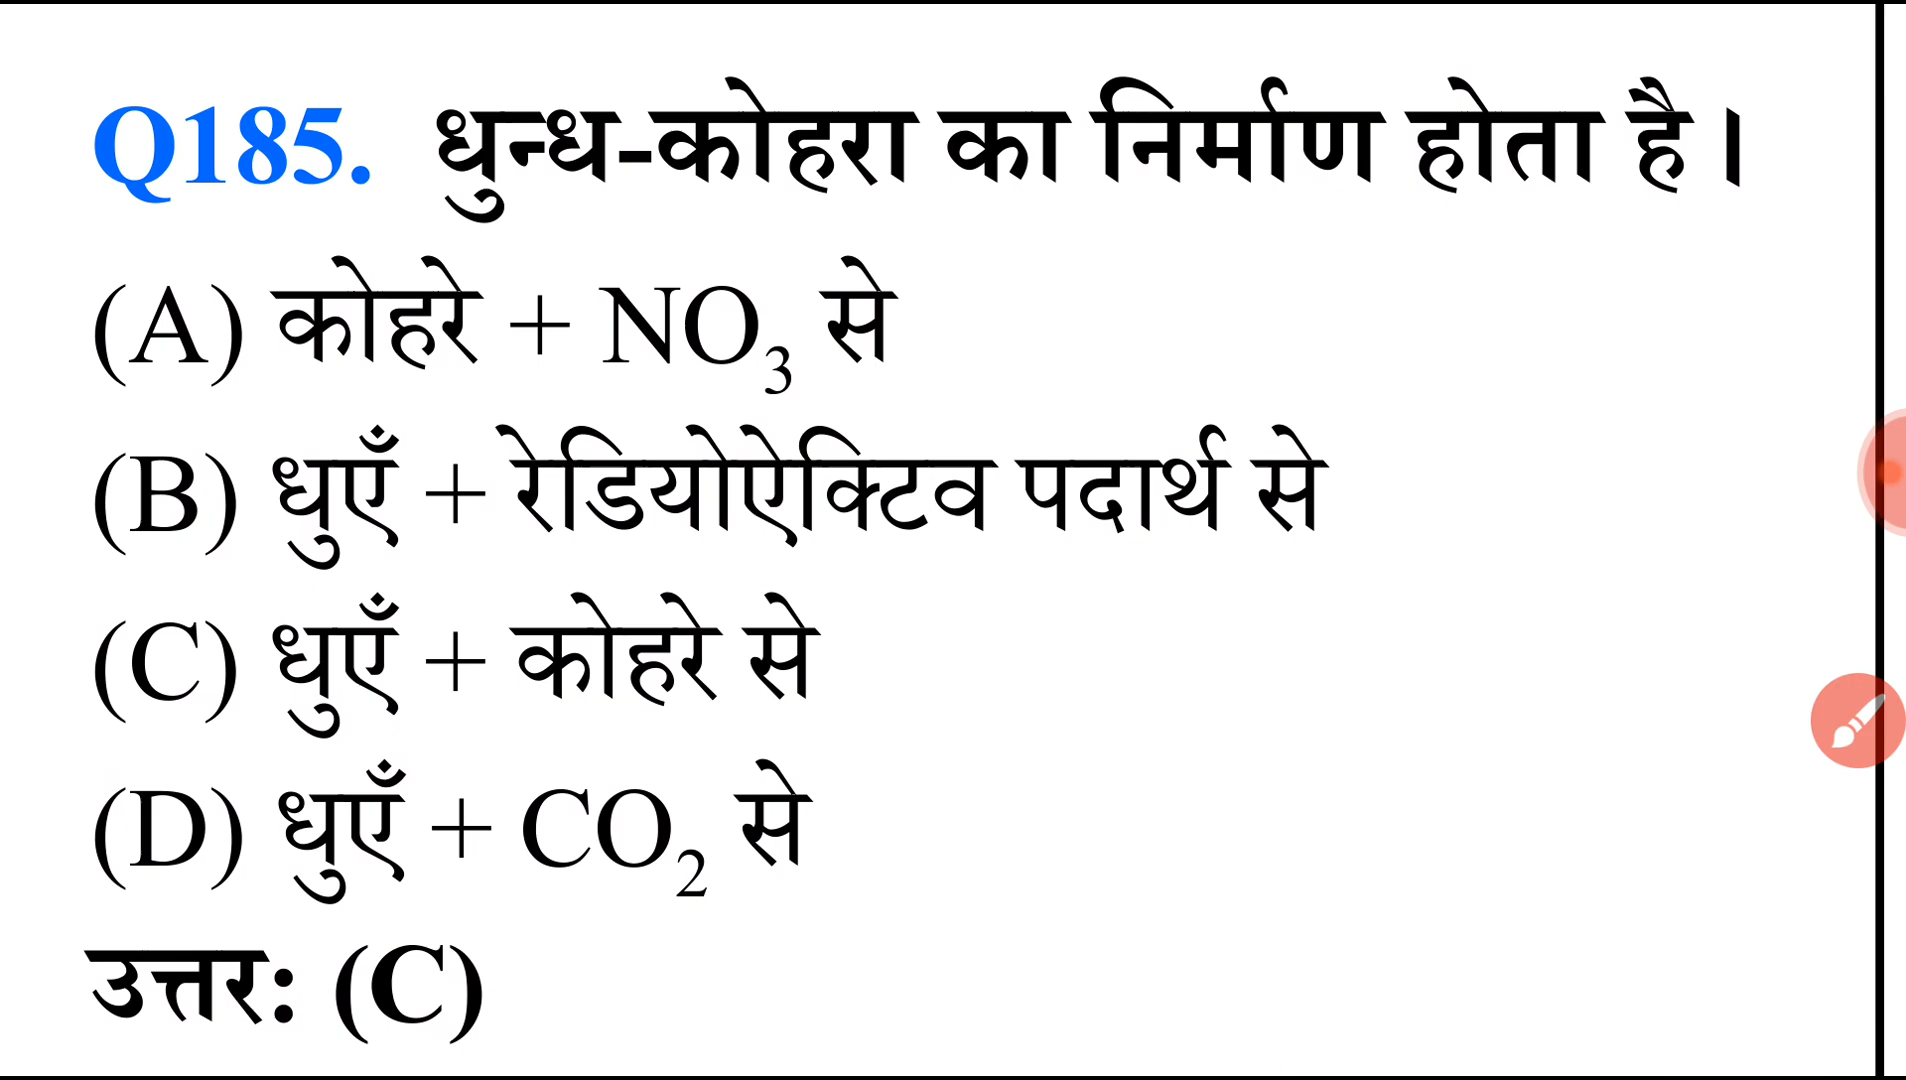 Q185. धुन्ध-कोहरा का निर्माण होता है।
(A) कोहरे + NO₃ से
(B) धुएँ + रेडियोऐक्टिव पदार्थ से
(C) धुएँ + कोहरे से
(D) धुएँ + CO₂ से
उत्तर: (C)